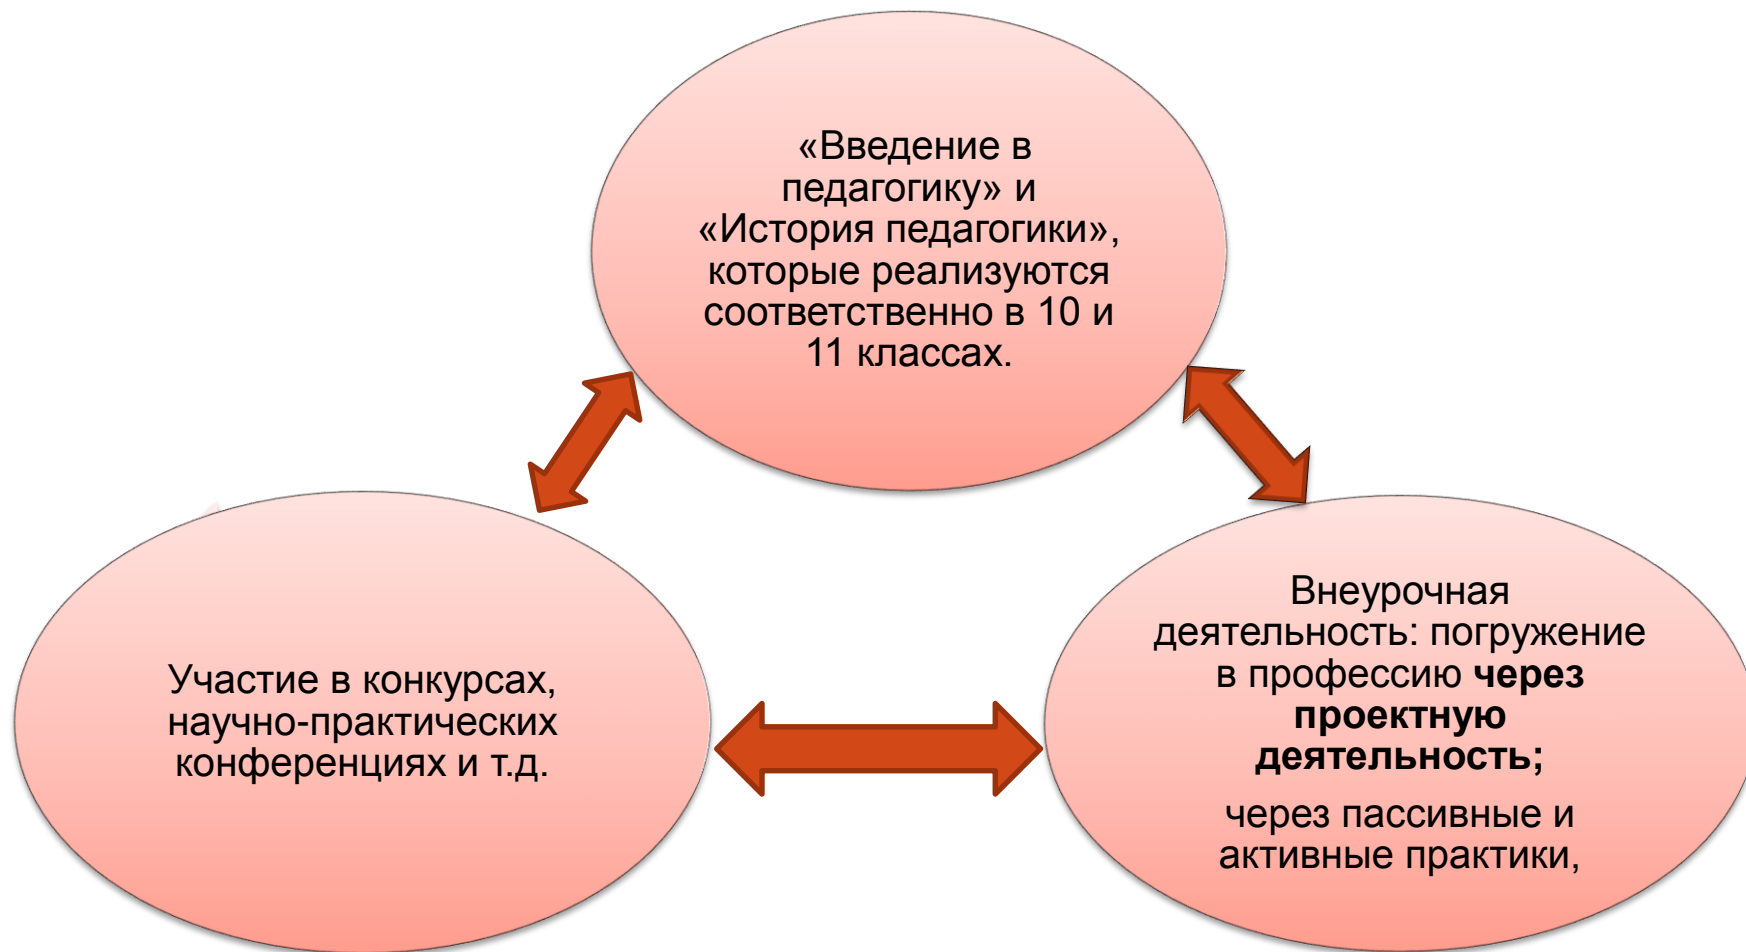 «Введение в
педагогику» и
«История педагогики»,
которые реализуются
соответственно в 10 и
11 классах.
Участие в конкурсах,
научно-практических
конференциях и т.д.
Внеурочная
деятельность: погружение
в профессию через
проектную
деятельность;
через пассивные и
активные практики,